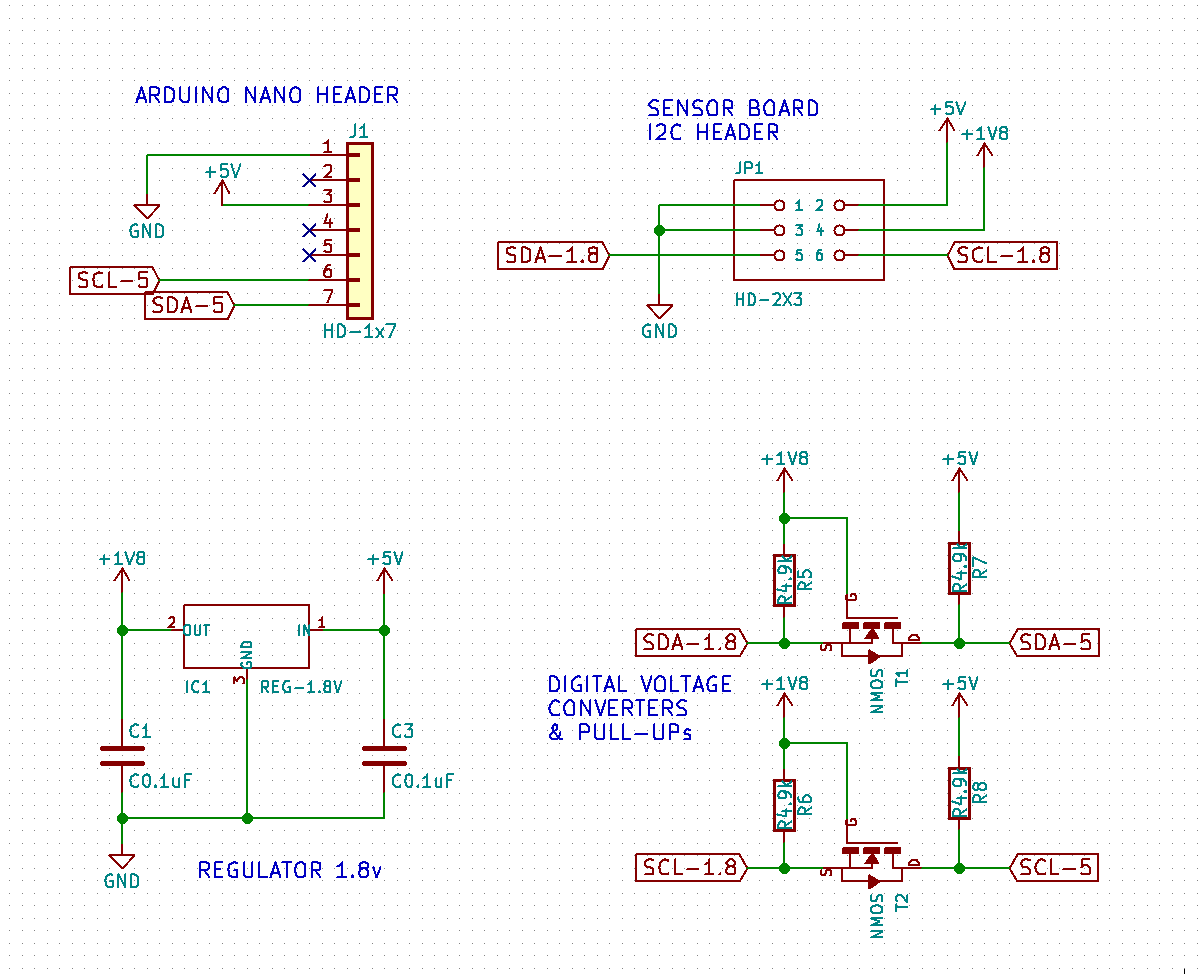 ARDUINO NANO HEADER
J1
1
+5V
2
3
GND
4
5
6
SCL-5
7
SDA-5
HD-1x7
SENSOR BOARD
I2C HEADER
+5V
+1V8
JP1
1 2
3 4
SDA-1.8
5 6
SCL-1.8
HD-2X3
GND
+1V8
+5V
2
OUT
IN
1
GND
3
IC1
REG-1.8V
C1
C0.1uF
C3
C0.1uF
GND
REGULATOR 1.8v
DIGITAL VOLTAGE
CONVERTERS
& PULL-UPs
+1V8
+5V
R4.9k
R5
R4.9k
R7
G
SDA-1.8
S
D
SDA-5
NMOS
T1
+1V8
+5V
R4.9k
R6
R4.9k
R8
G
SCL-1.8
S
D
SCL-5
NMOS
T2